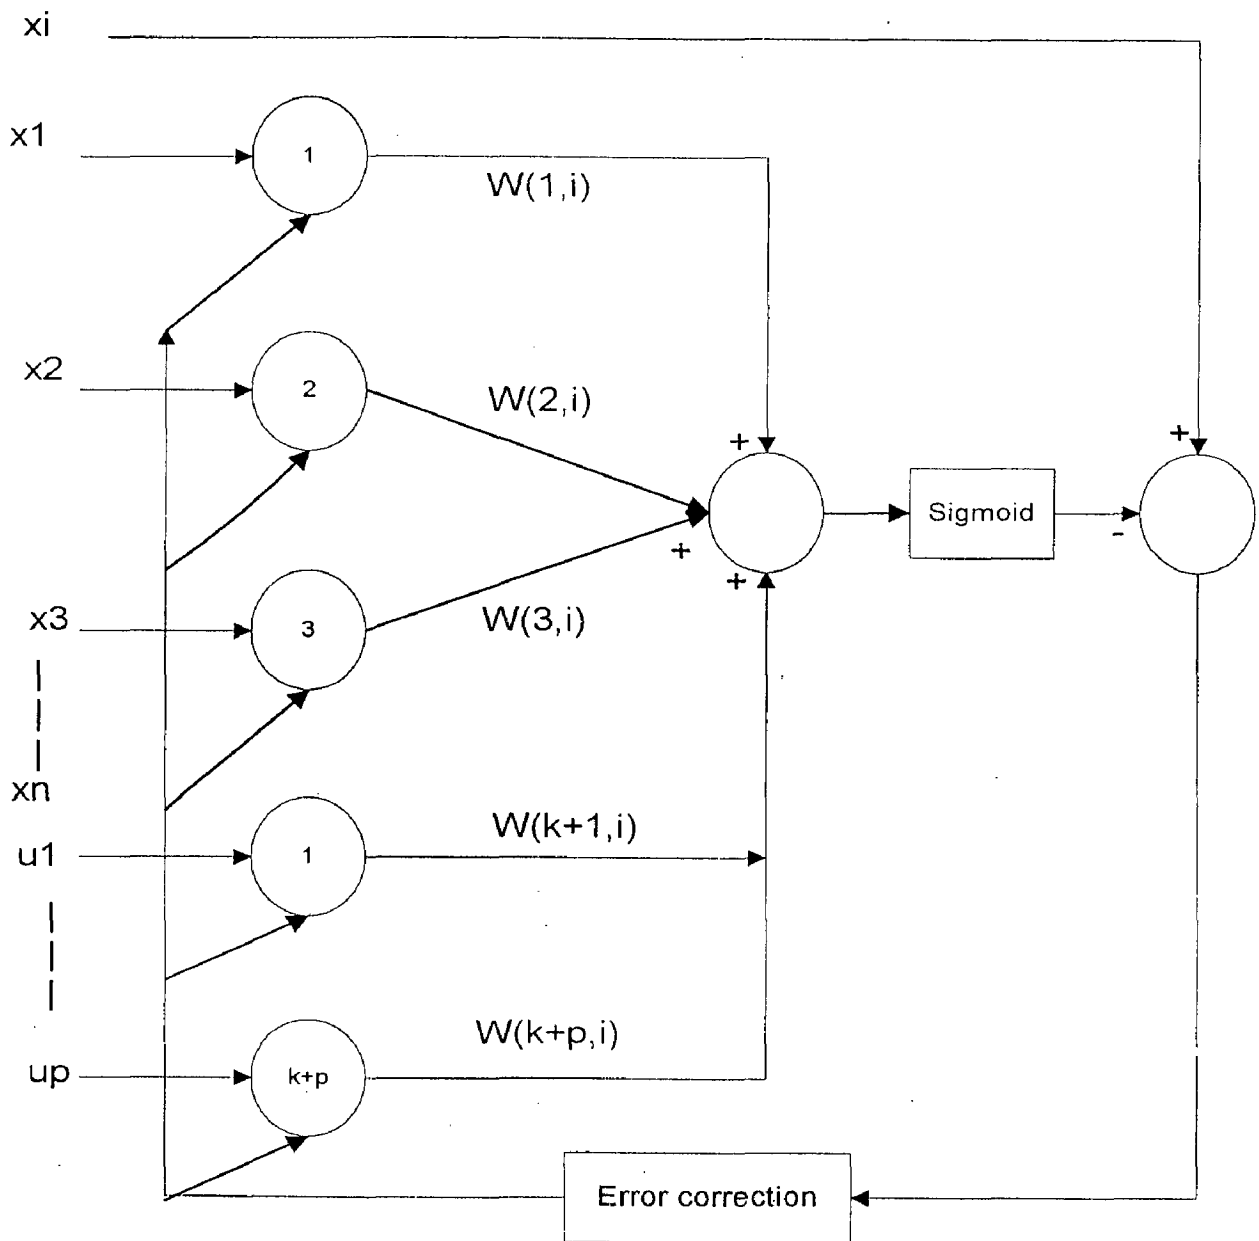 xi
x1
1
W(1,i)
x2
2
W(2,i)
+
+
Sigmoid
-
+
+
x3
3
W(3,i)
xn
u1
1
W(k+1,i)
up
k+p
W(k+p,i)
Error correction